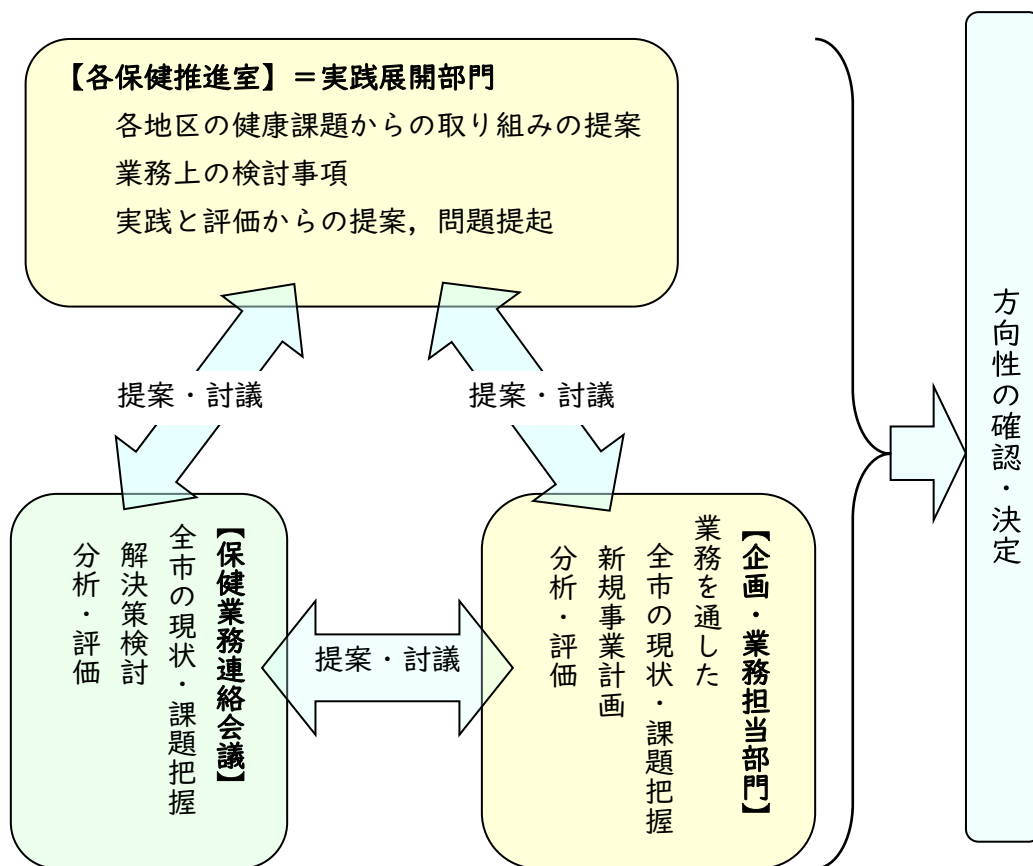 【各保健推進室】＝実践展開部門
各地区の健康課題からの取り組みの提案
業務上の検討事項
実践と評価からの提案，問題提起
提案・討議
提案・討議
【保健業務連絡会議】
全市の現状・課題把握
解決策検討
分析・評価
提案・討議
【企画・業務担当部門】
業務を通した
全市の現状・課題把握
新規事業計画
分析・評価
方向性の確認・決定